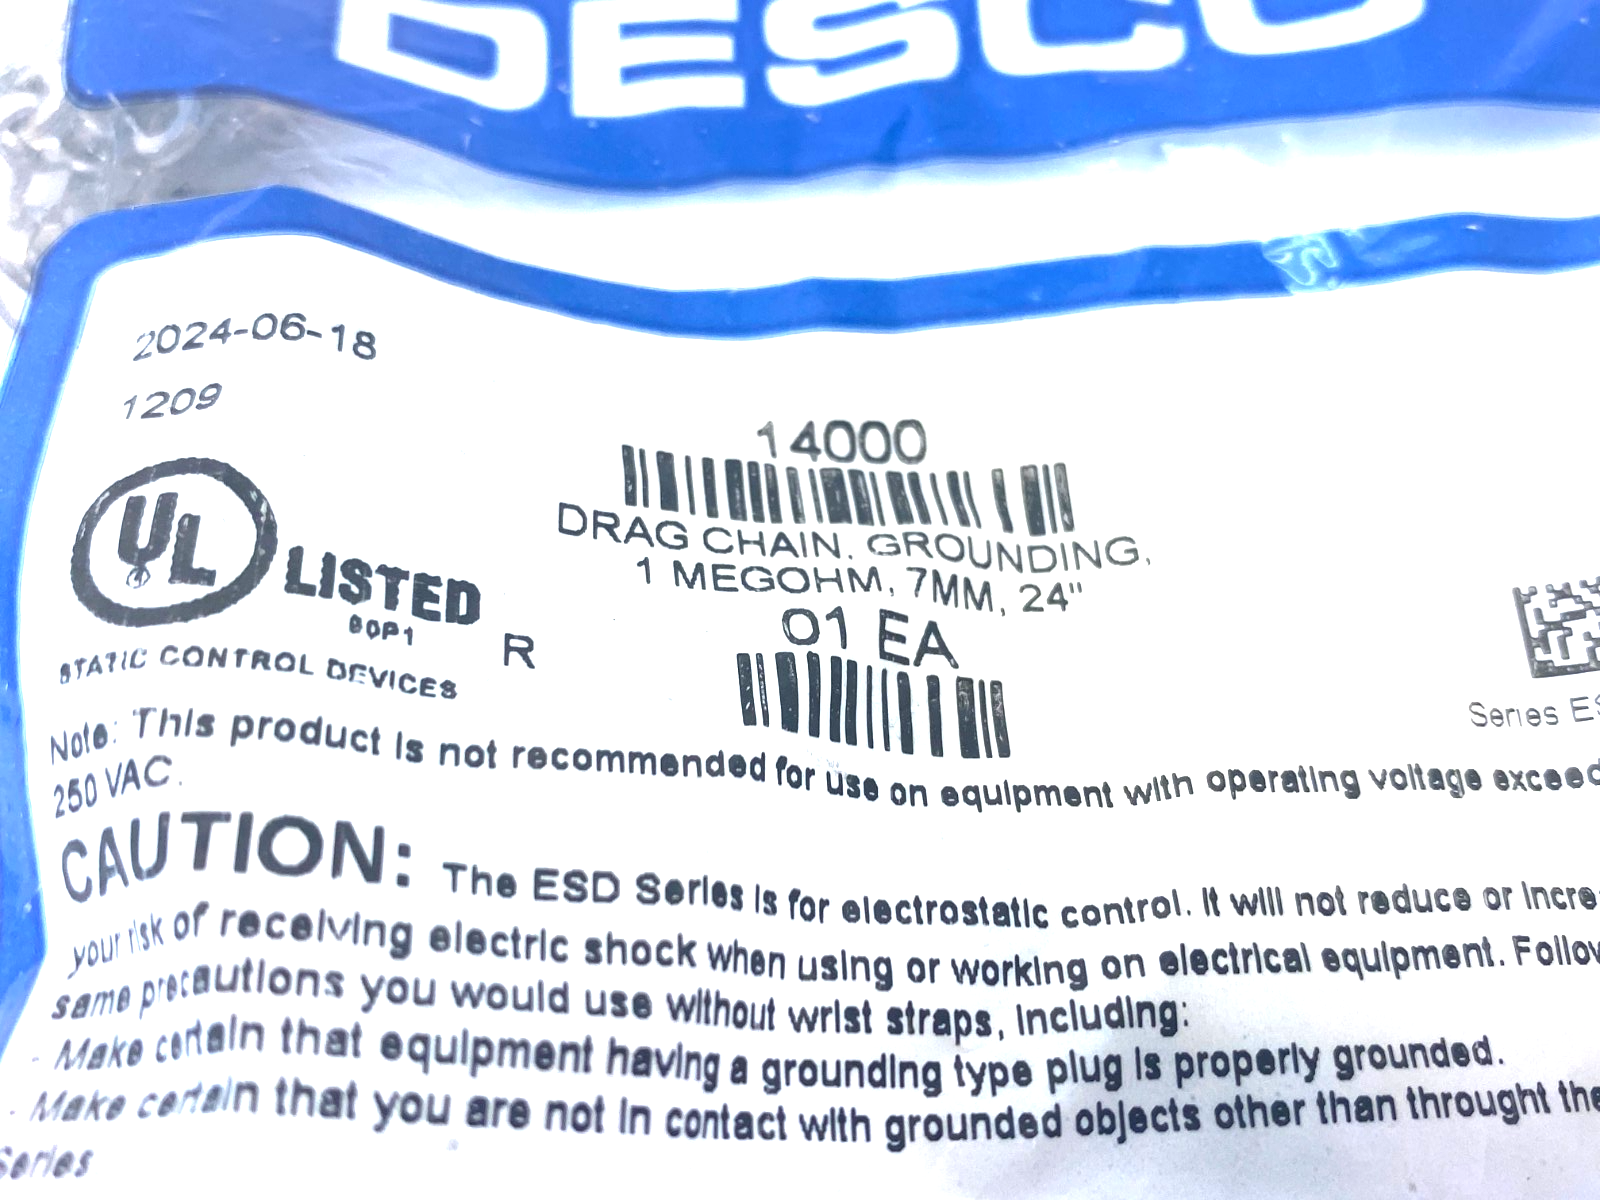 DESCO
2024-06-18
1209
14000
DRAG CHAIN, GROUNDING,
1 MEGOHM, 7MM, 24"
01 EA
UL
LISTED
80P1
R
STATIC CONTROL DEVICES
Series ES
Note: This product is not recommended for use on equipment with operating voltage exceed
250 VAC.
CAUTION: The ESD Series is for electrostatic control. It will not reduce or incre
your risk of receiving electric shock when using or working on electrical equipment. Follow
same precautions you would use without wrist straps, including:
- Make certain that equipment having a grounding type plug is properly grounded.
- Make certain that you are not in contact with grounded objects other than throught the
Series